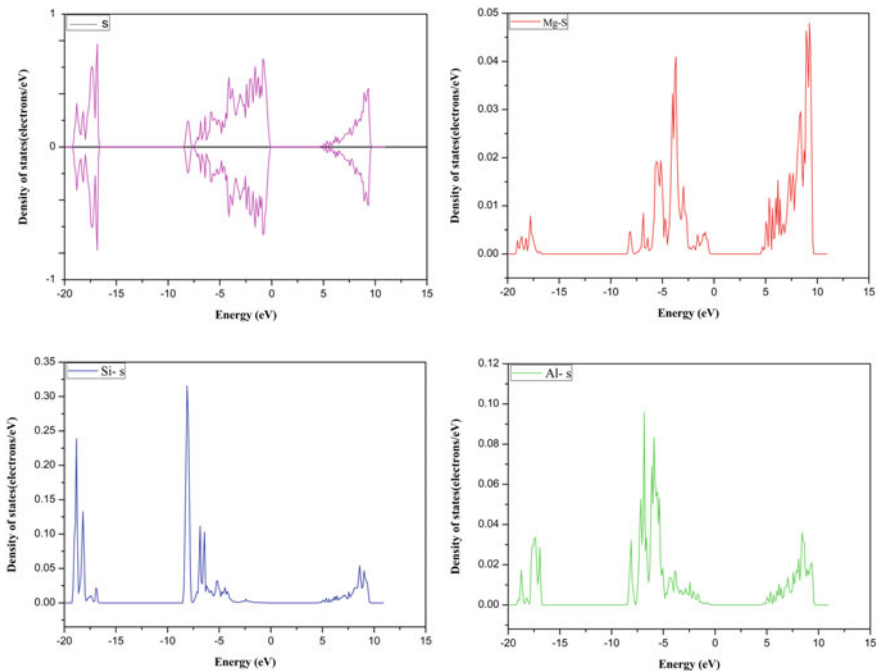 s
1
0
1
Density of states(electrons/eV)
-20 -15 -10 -5 0 5 10 15
Energy (eV)
Mg-S
0.05
0.04
0.03
0.02
0.01
0.00
Density of states(electrons/eV)
-20 -15 -10 -5 0 5 10 15
Energy (eV)
Si- s
0.35
0.30
0.25
0.20
0.15
0.10
0.05
0.00
Density of states(electrons/eV)
-20 -15 -10 -5 0 5 10 15
Energy (eV)
Al- s
0.12
0.10
0.08
0.06
0.04
0.02
0.00
Density of states(electrons/eV)
-20 -15 -10 -5 0 5 10 15
Energy (eV)